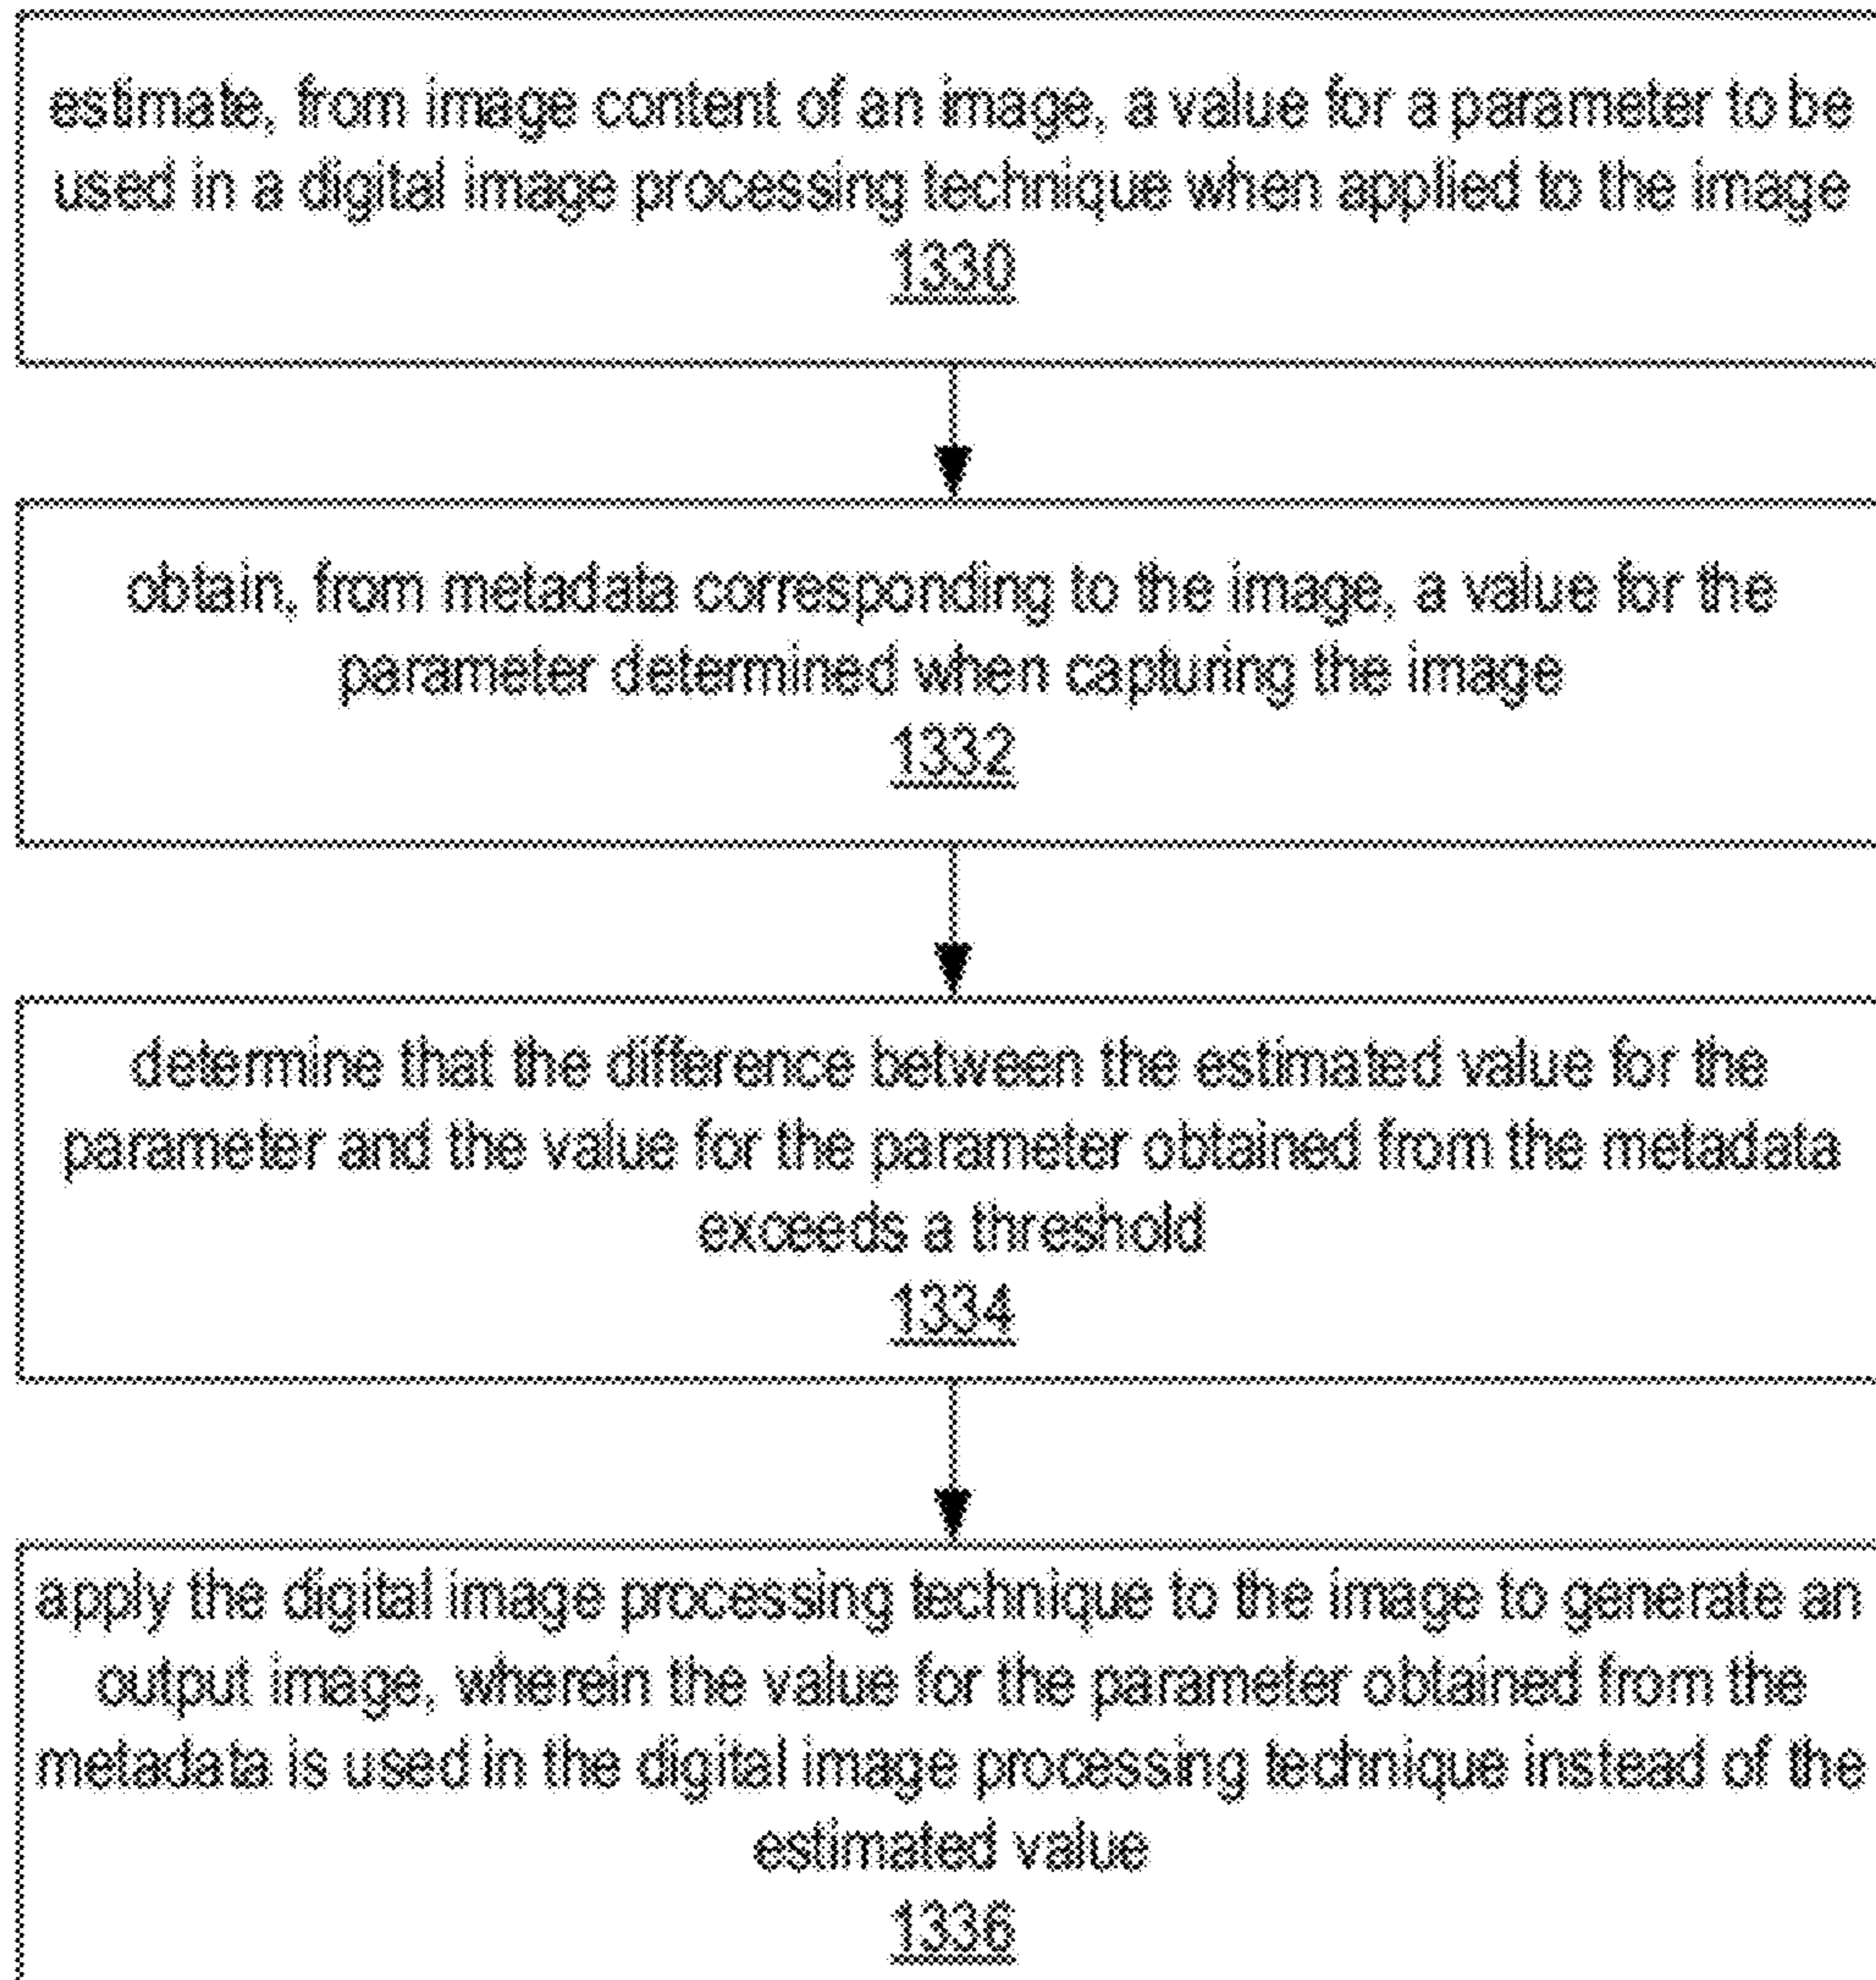 estimate, from image content of an image, a value for a parameter to be
used in a digital image processing technique when applied to the image
1330
obtain, from metadata corresponding to the image, a value for the
parameter determined when capturing the image
1332
determine that the difference between the estimated value for the
parameter and the value for the parameter obtained from the metadata
exceeds a threshold
1334
apply the digital image processing technique to the image to generate an
output image, wherein the value for the parameter obtained from the
metadata is used in the digital image processing technique instead of the
estimated value
1336